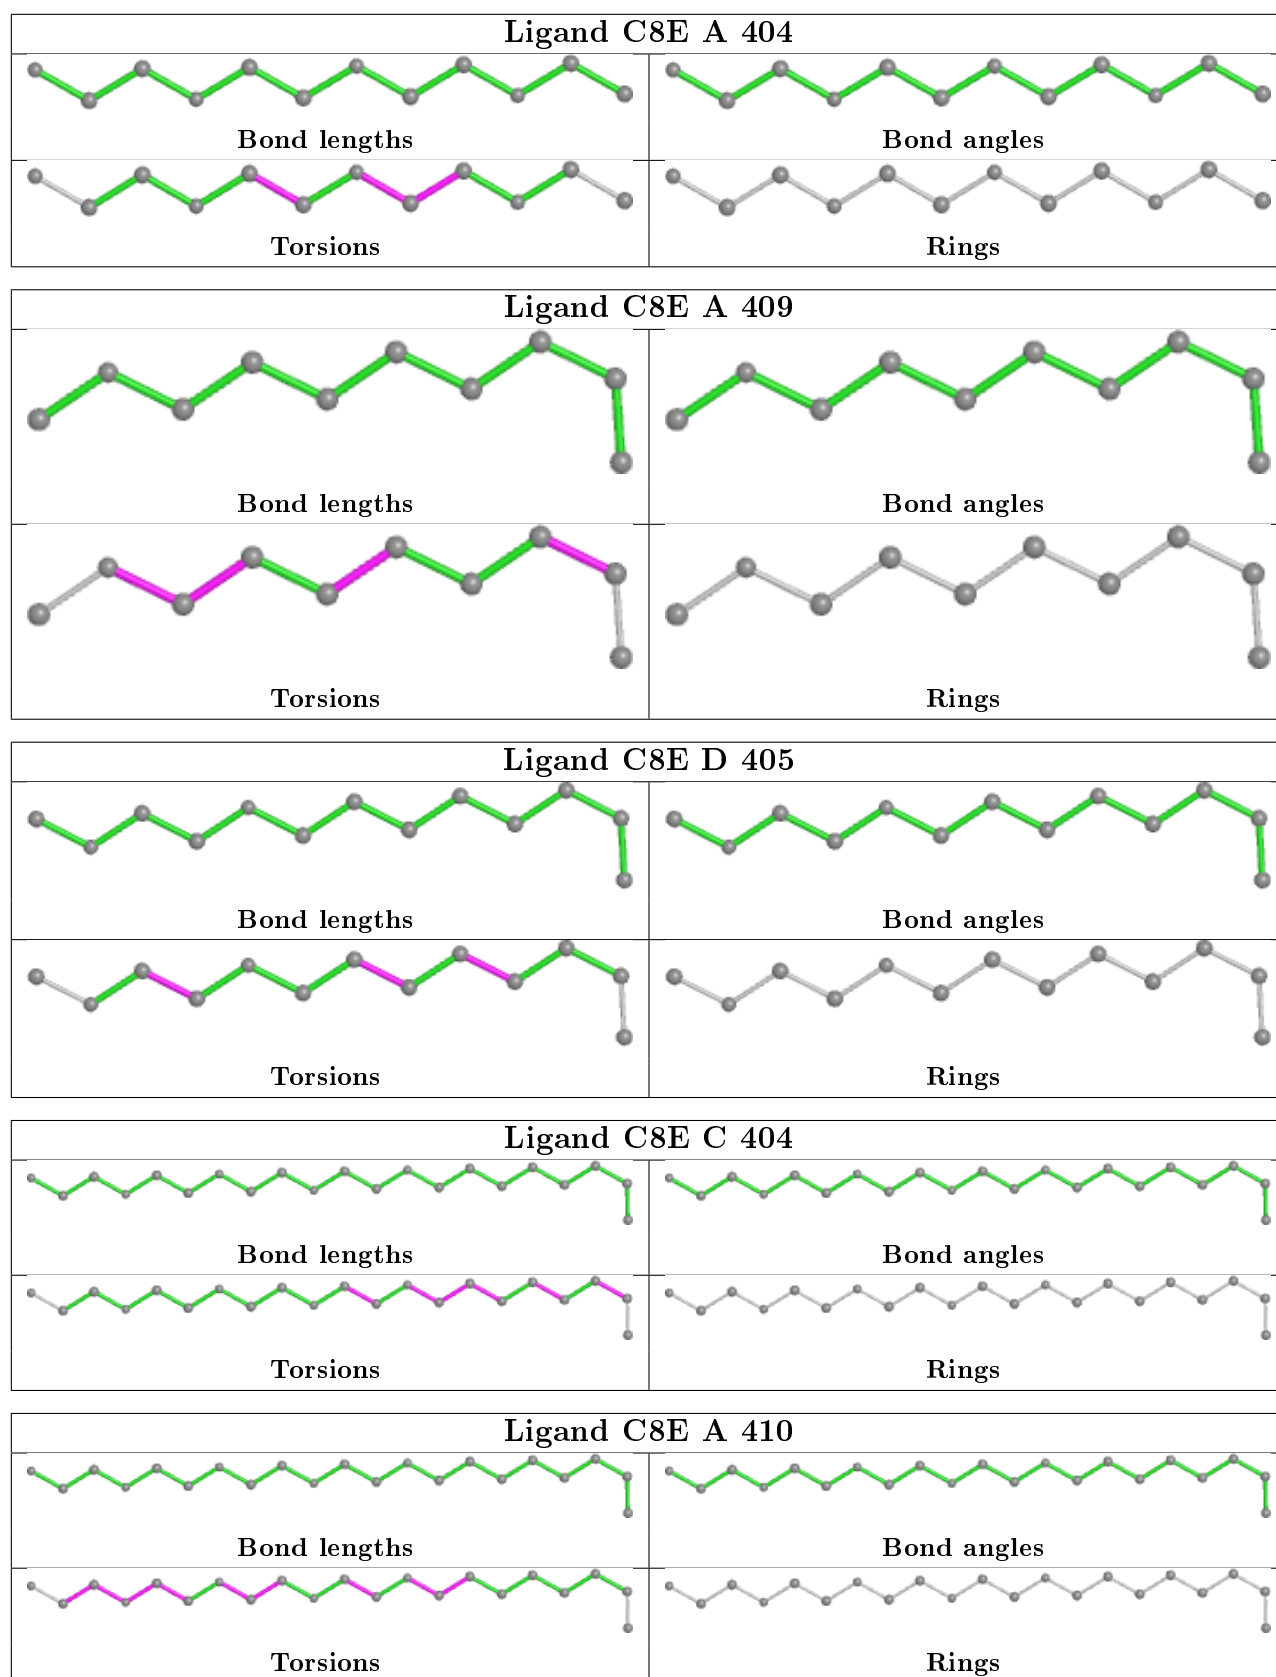 Ligand C8E A 404
Bond lengths
Bond angles
Torsions
Rings
Ligand C8E A 409
Bond lengths
Bond angles
Torsions
Rings
Ligand C8E D 405
Bond lengths
Bond angles
Torsions
Rings
Ligand C8E C 404
Bond lengths
Bond angles
Torsions
Rings
Ligand C8E A 410
Bond lengths
Bond angles
Torsions
Rings